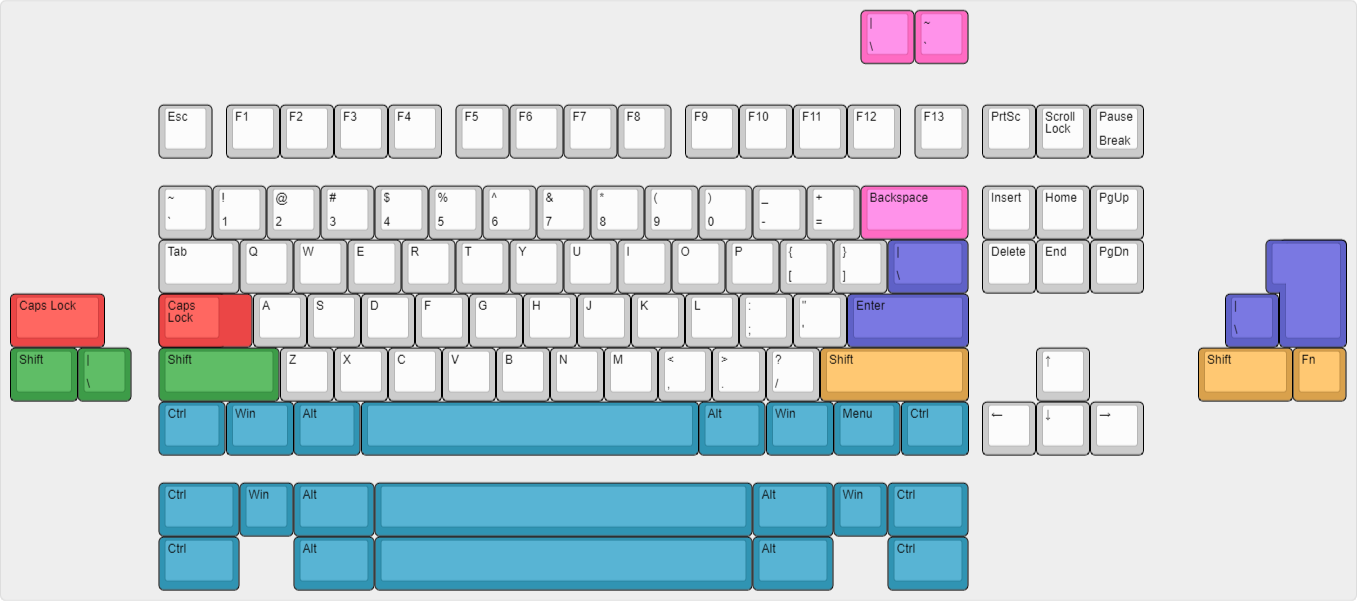 | ~
\ `
Esc F1 F2 F3 F4 F5 F6 F7 F8 F9 F10 F11 F12 F13 PrtSc Scroll Pause
Lock
Break
~ ! @ # $ % ^ & * ( ) _ + Backspace Insert Home PgUp
` 1 2 3 4 5 6 7 8 9 0 - =
Tab Q W E R T Y U I O P { } | Delete End PgDn
[ ] \
Caps Lock Caps A S D F G H J K L : " Enter |
Lock
; ' \
Shift | Shift Z X C V B N M < > ? Shift ↑ Shift Fn
\ , . /
Ctrl Win Alt Alt Win Menu Ctrl ← ↓ →
Ctrl Win Alt Alt Win Ctrl
Ctrl Alt Alt Ctrl